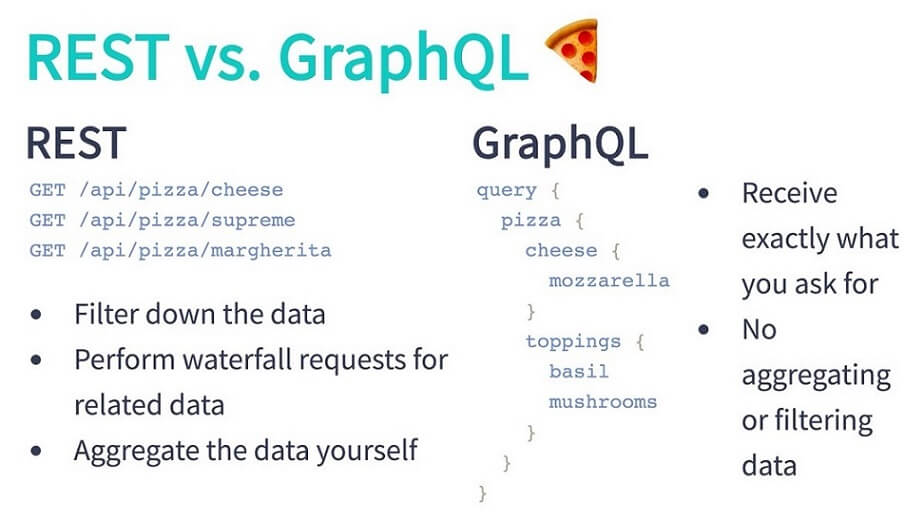 REST vs. GraphQL
REST
GET /api/pizza/cheese
GET /api/pizza/supreme
GET /api/pizza/margherita
• Filter down the data
• Perform waterfall requests for
related data
• Aggregate the data yourself
GraphQL
query {
  pizza {
    cheese {
      mozzarella
    }
    toppings {
      basil
      mushrooms
    }
  }
}
• Receive
exactly what
you ask for
• No
aggregating
or filtering
data